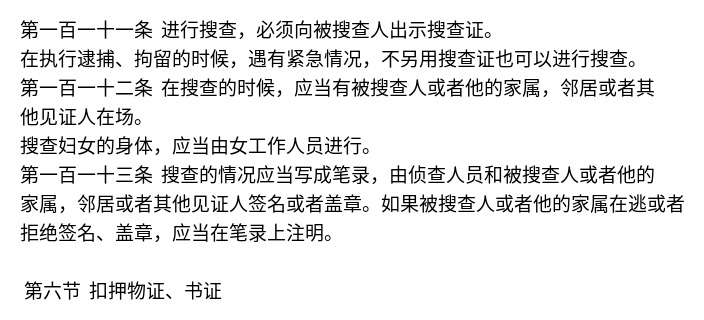 第一百一十一条 进行搜查，必须向被搜查人出示搜查证。
在执行逮捕、拘留的时候，遇有紧急情况，不另用搜查证也可以进行搜查。
第一百一十二条 在搜查的时候，应当有被搜查人或者他的家属，邻居或者其
他见证人在场。
搜查妇女的身体，应当由女工作人员进行。
第一百一十三条 搜查的情况应当写成笔录，由侦查人员和被搜查人或者他的
家属，邻居或者其他见证人签名或者盖章。如果被搜查人或者他的家属在逃或者
拒绝签名、盖章，应当在笔录上注明。
第六节 扣押物证、书证